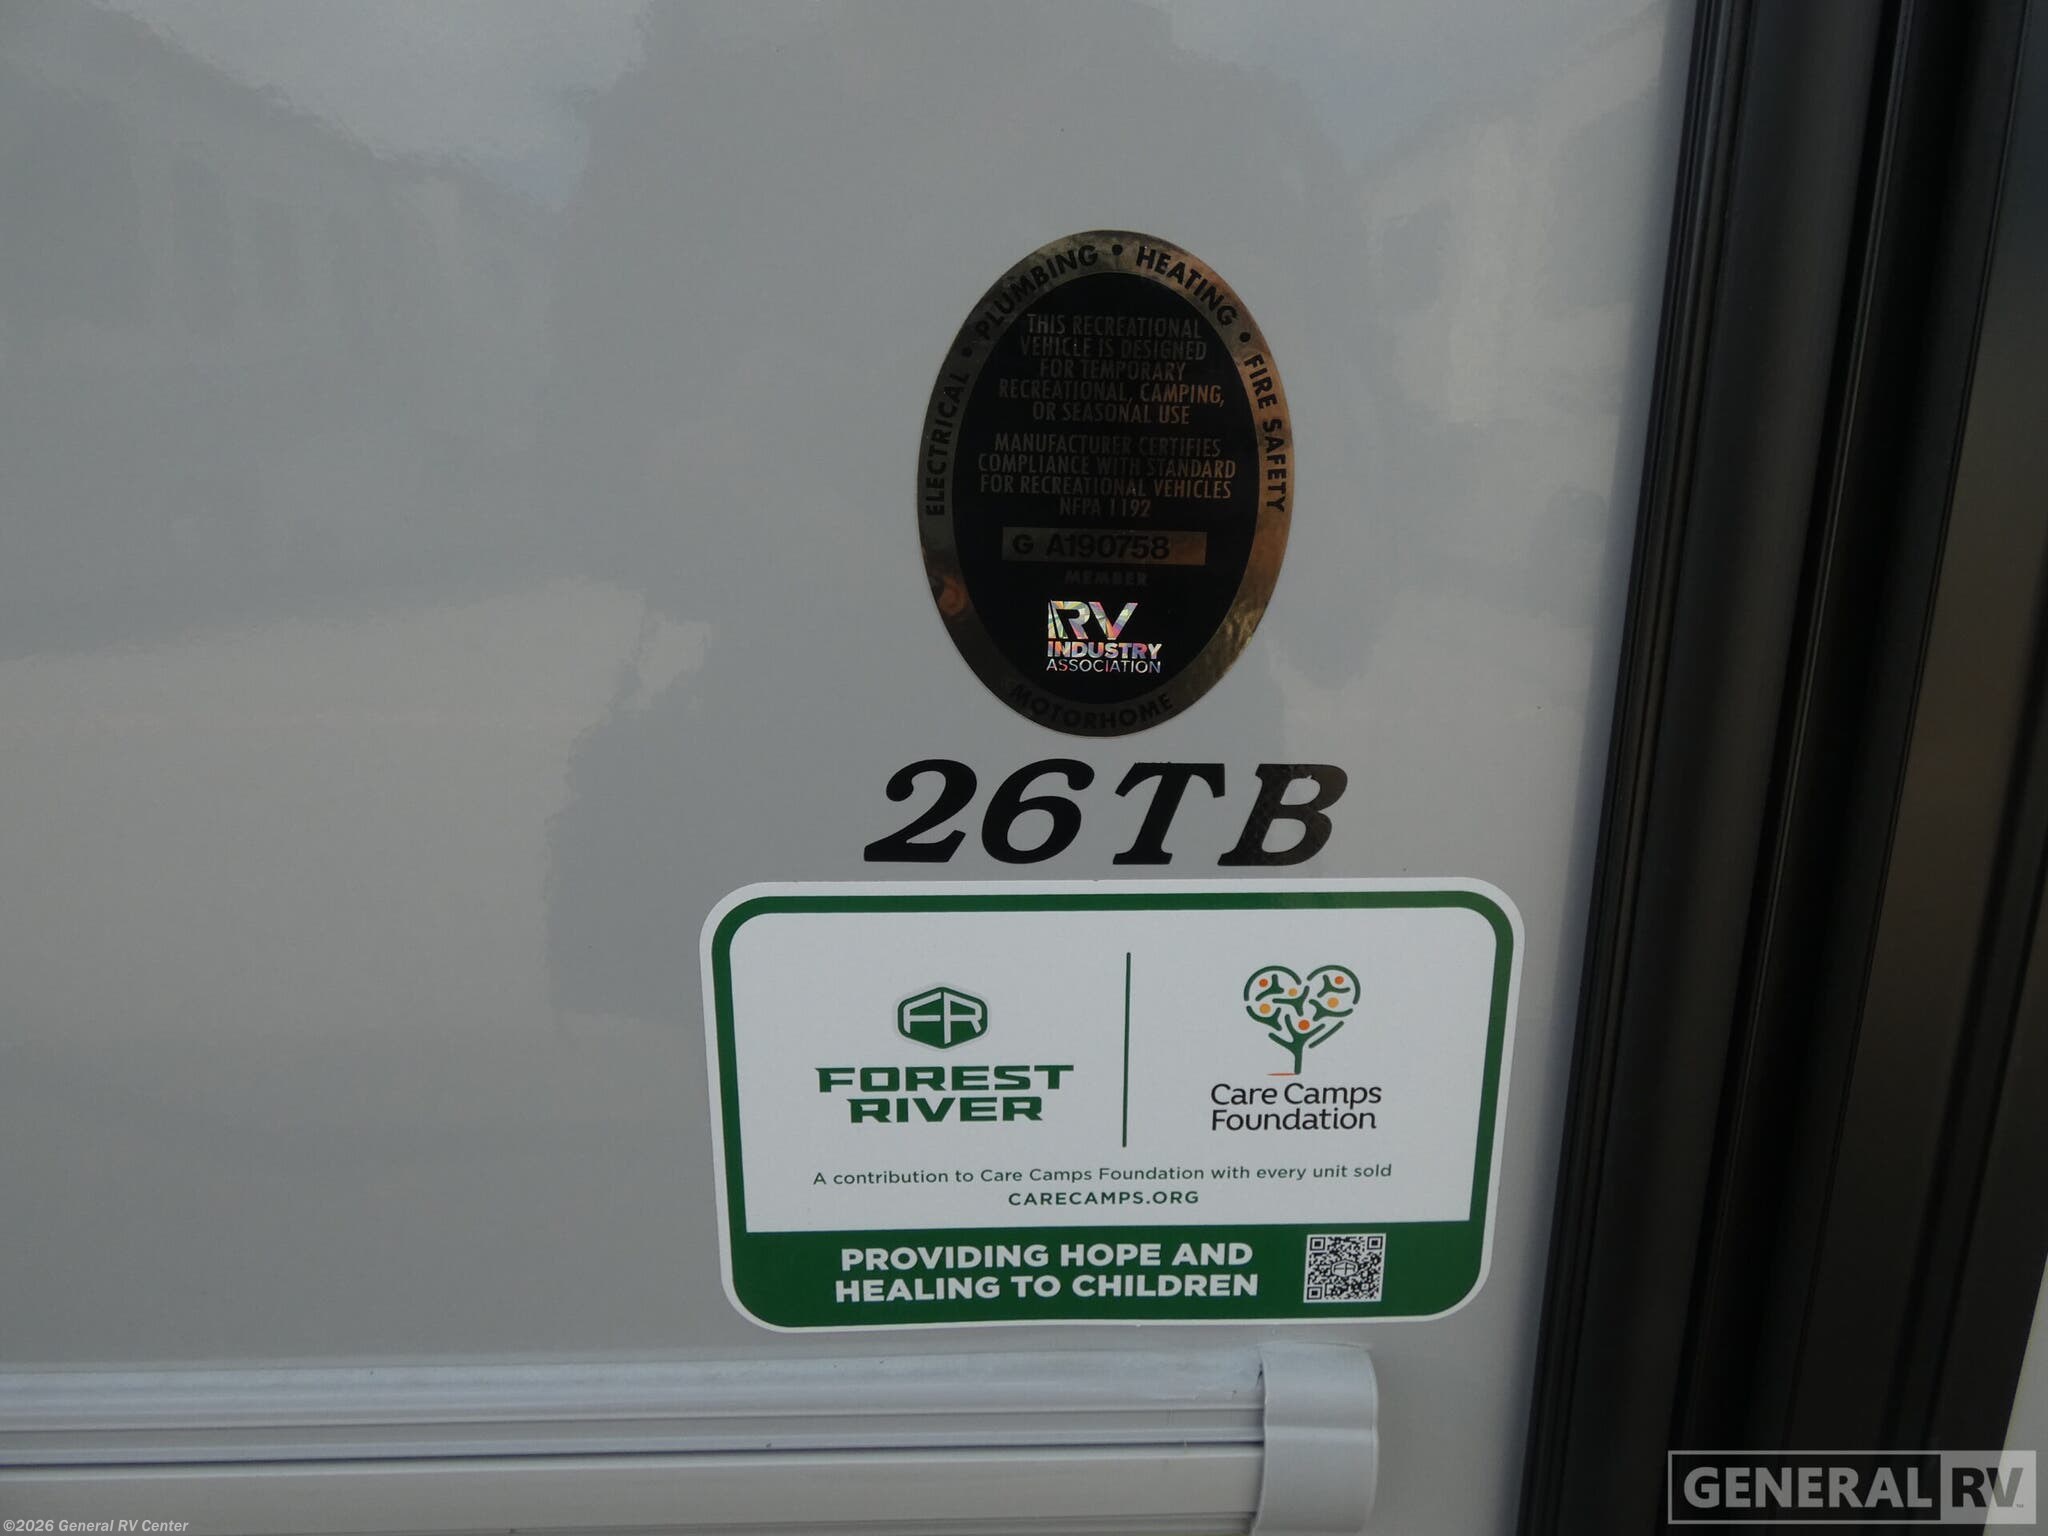 ELECTRICAL • PLUMBING • HEATING • FIRE SAFETY
THIS RECREATIONAL
VEHICLE IS DESIGNED
FOR TEMPORARY
RECREATIONAL, CAMPING,
OR SEASONAL USE
MANUFACTURER CERTIFIES
COMPLIANCE WITH STANDARD
FOR RECREATIONAL VEHICLES
NFPA 1192
G A190758
MEMBER
RV
INDUSTRY
ASSOCIATION
MOTORHOME
26TB
FR
FOREST
RIVER
Care Camps
Foundation
A contribution to Care Camps Foundation with every unit sold
CARECAMPS.ORG
PROVIDING HOPE AND
HEALING TO CHILDREN
FR
GENERAL RV
©2026 General RV Center